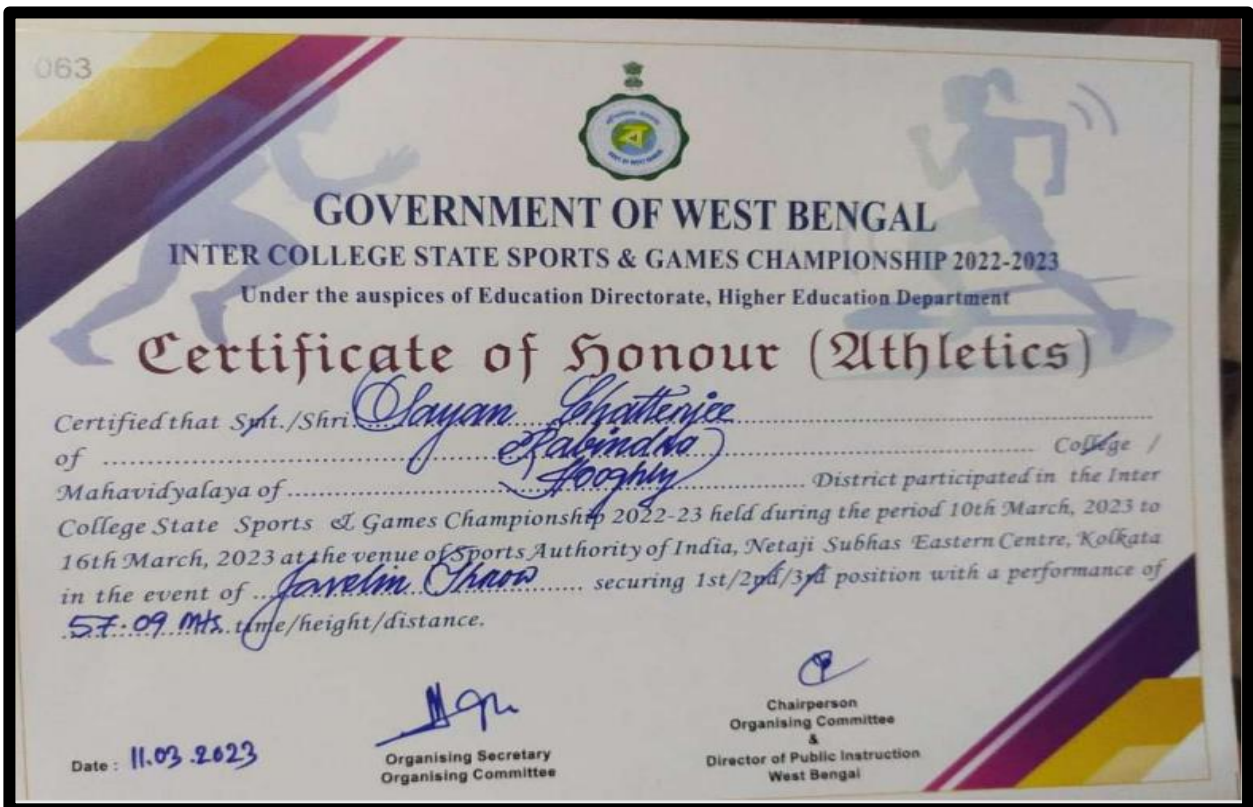 063
GOVERNMENT OF WEST BENGAL
INTER COLLEGE STATE SPORTS & GAMES CHAMPIONSHIP 2022-2023
Under the auspices of Education Directorate, Higher Education Department
Certificate of Honour (Athletics)
Certified that Smt./Shri Sayan Chatterjee
of Rabindra College /
Mahavidyalaya of Hooghly District participated in the Inter
College State Sports & Games Championship 2022-23 held during the period 10th March, 2023 to
16th March, 2023 at the venue of Sports Authority of India, Netaji Subhas Eastern Centre, Kolkata
in the event of Javelin Throw securing 1st/2nd/3rd position with a performance of
57.09 Mts. time/height/distance.
Date : 11.03.2023
Organising Secretary
Organising Committee
Chairperson
Organising Committee
&
Director of Public Instruction
West Bengal